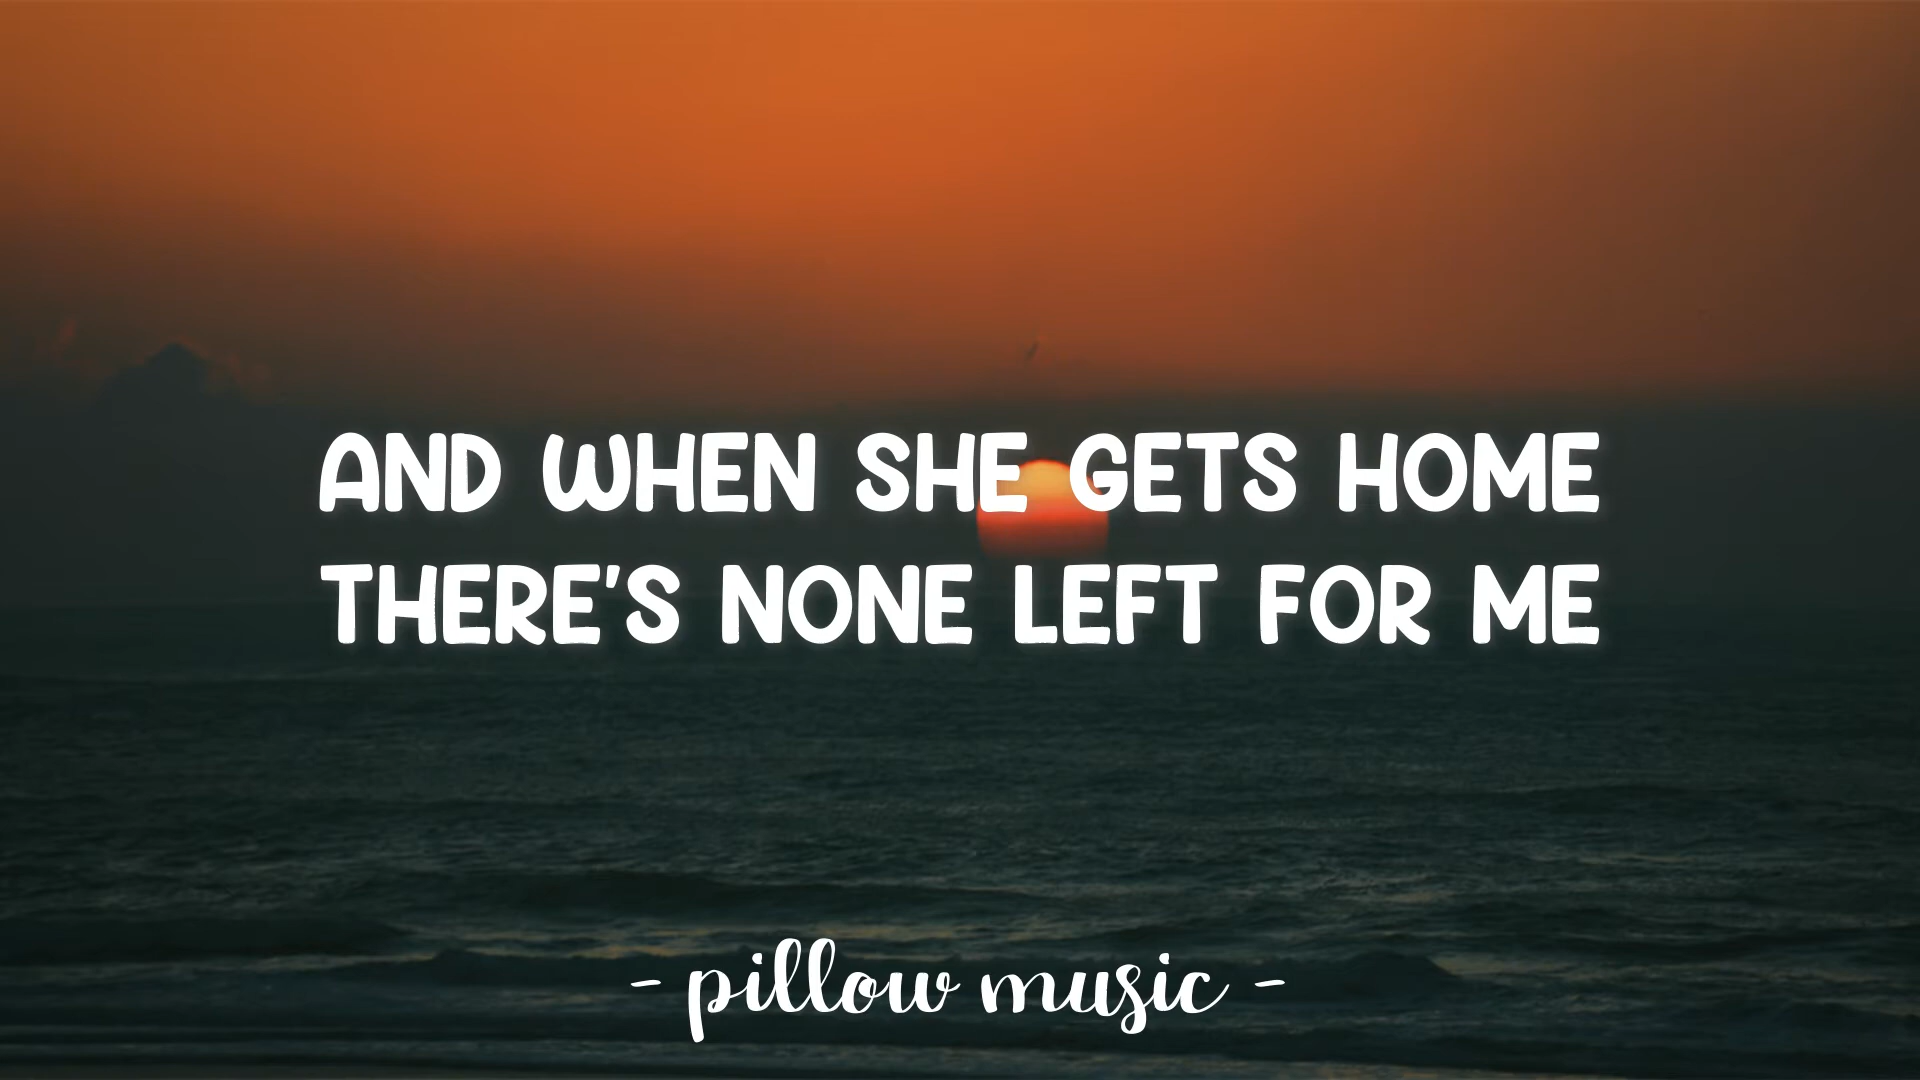 AND WHEN SHE GETS HOME
THERE'S NONE LEFT FOR ME
- pillow music -